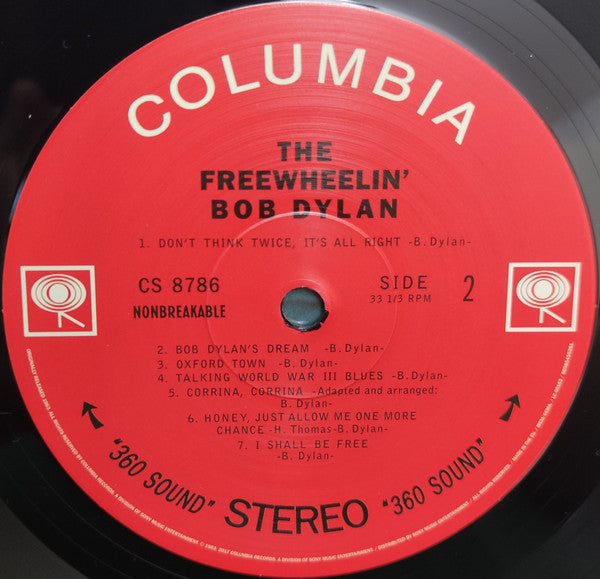 COLUMBIA
THE
FREEWHEELIN'
BOB DYLAN
1. DON'T THINK TWICE, IT'S ALL RIGHT -B. Dylan-
CS 8786
NONBREAKABLE
SIDE 2
33 1/3 RPM
2. BOB DYLAN'S DREAM -B. Dylan-
3. OXFORD TOWN -B. Dylan-
4. TALKING WORLD WAR III BLUES -B. Dylan-
5. CORRINA, CORRINA -Adapted and arranged:
B. Dylan-
6. HONEY, JUST ALLOW ME ONE MORE
CHANCE -H. Thomas-B. Dylan-
7. I SHALL BE FREE
-B. Dylan-
"360 SOUND" STEREO "360 SOUND"